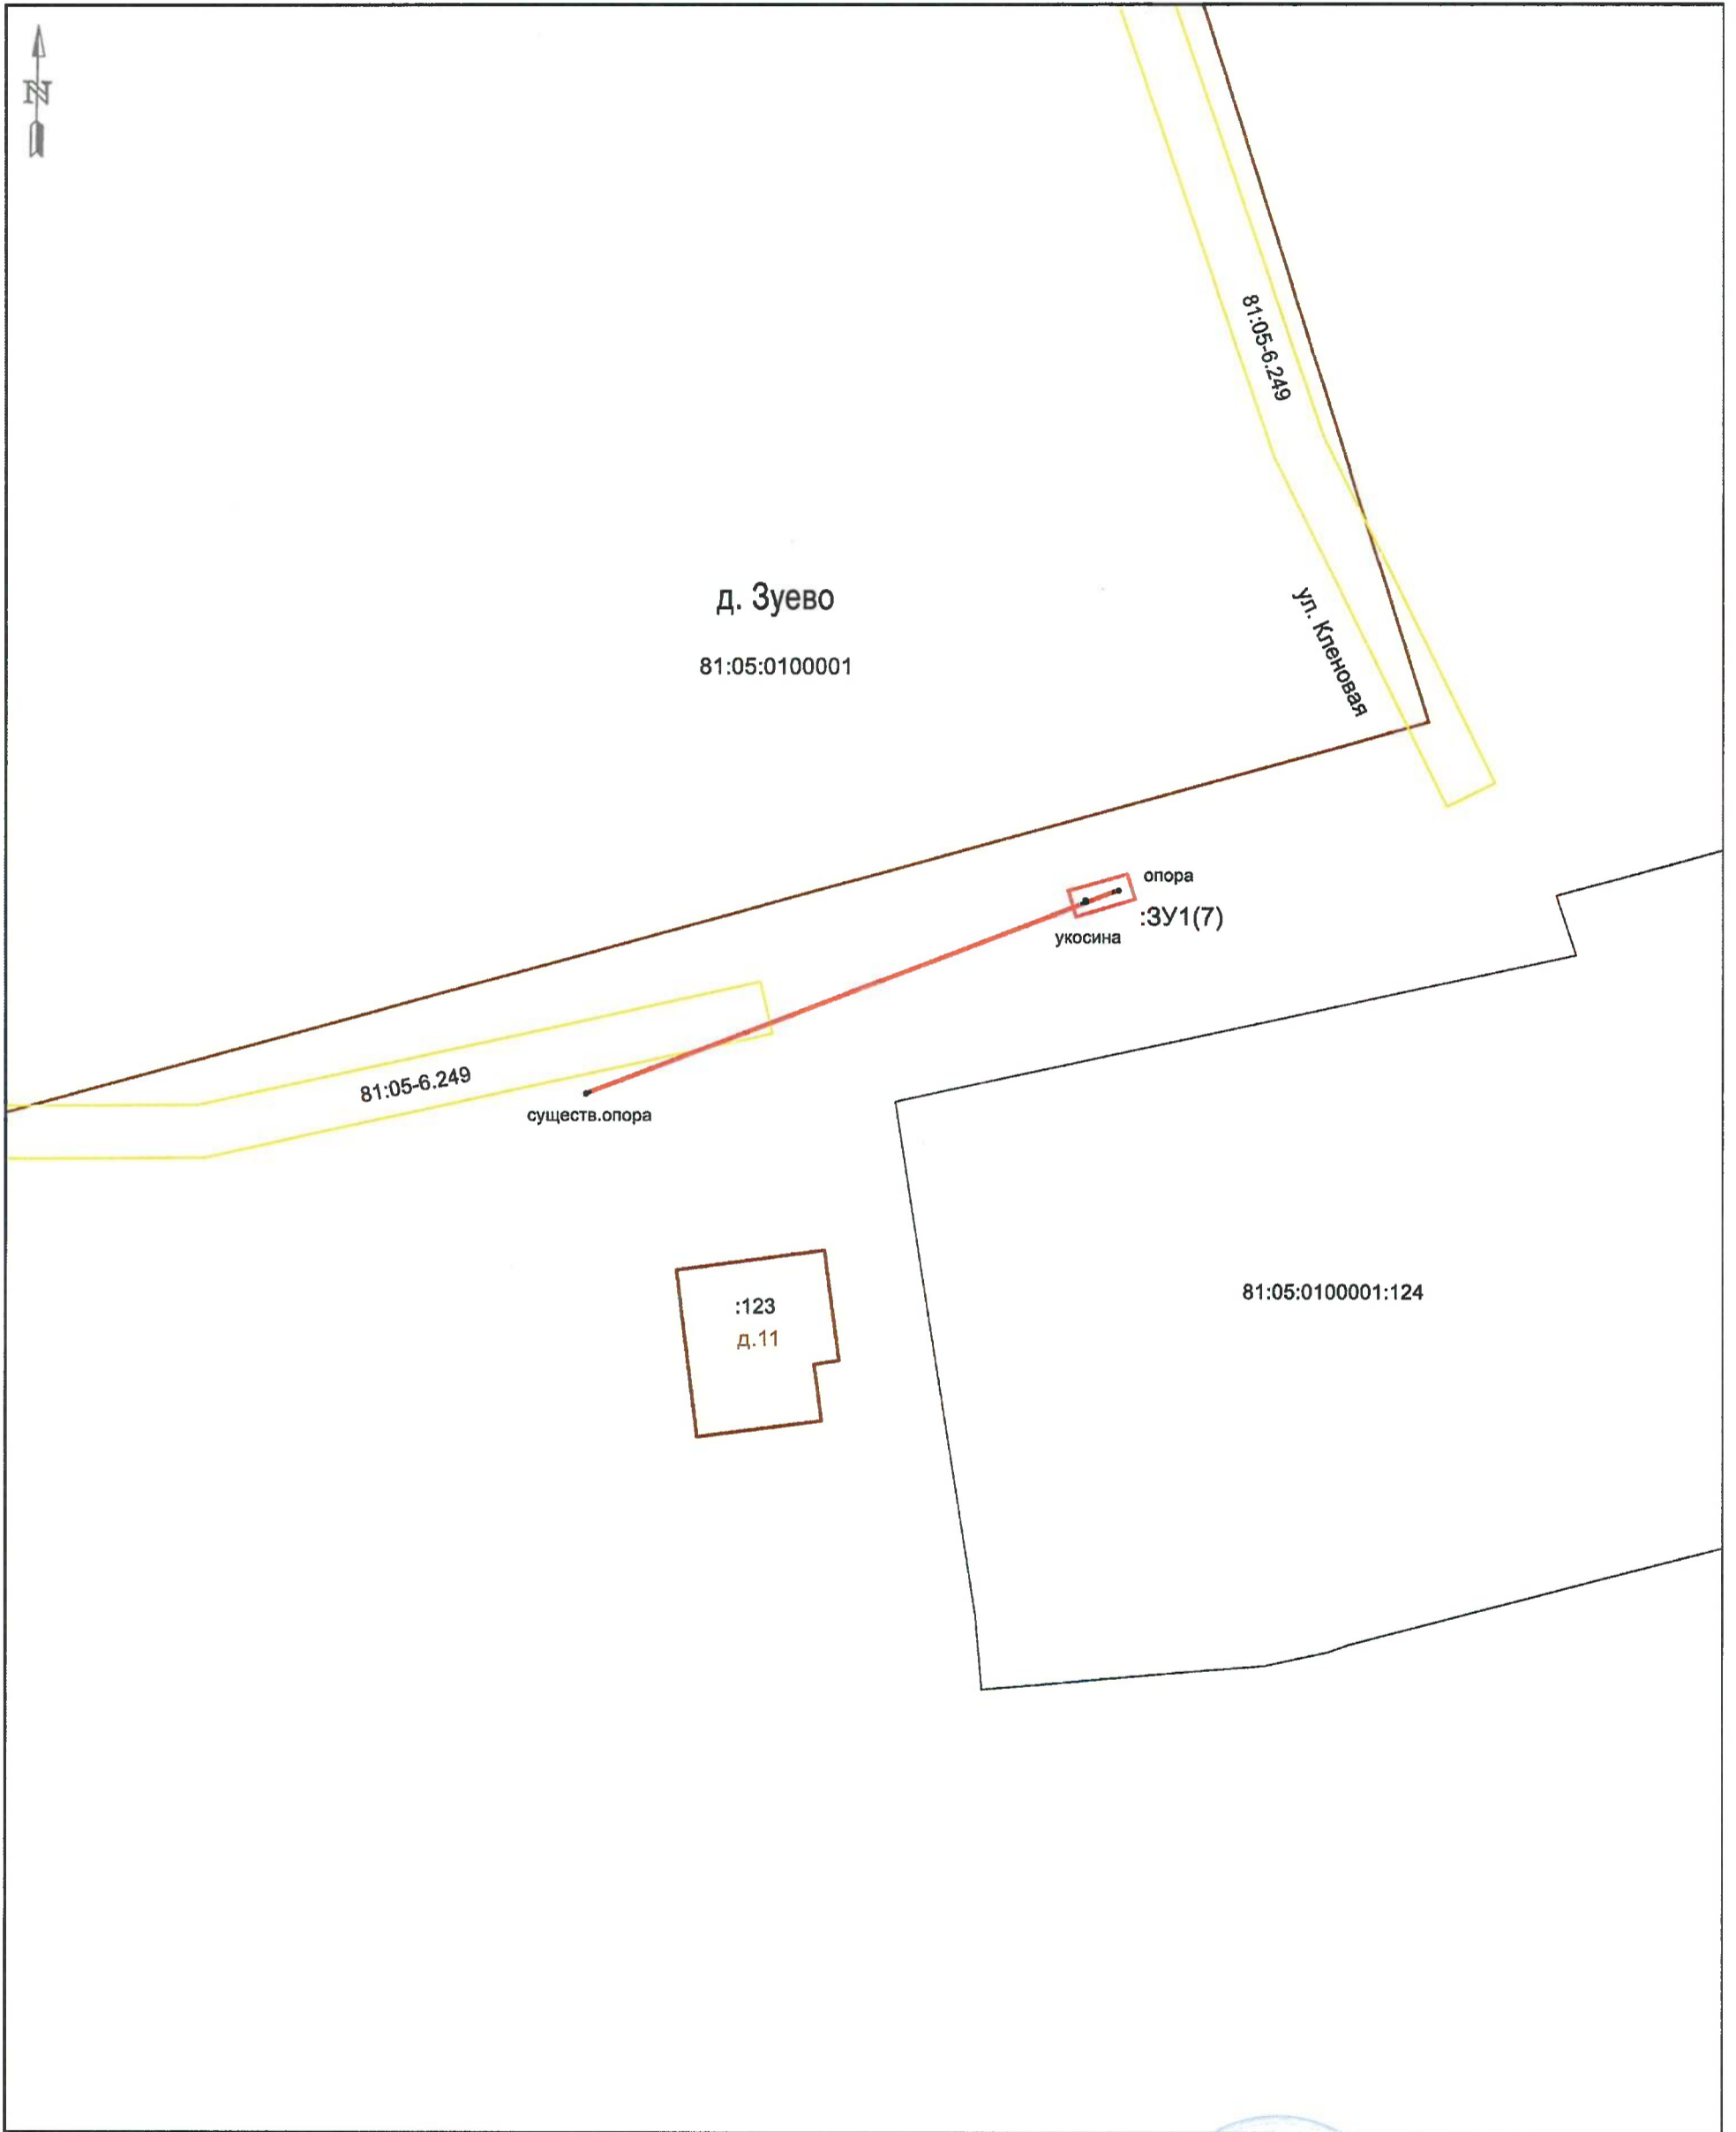 N
81:05-6.249
д. Зуево
ул. Кленовая
81:05:0100001
опора
:ЗУ1(7)
укосина
81:05-6.249
существ.опора
81:05:0100001:124
:123
д.11